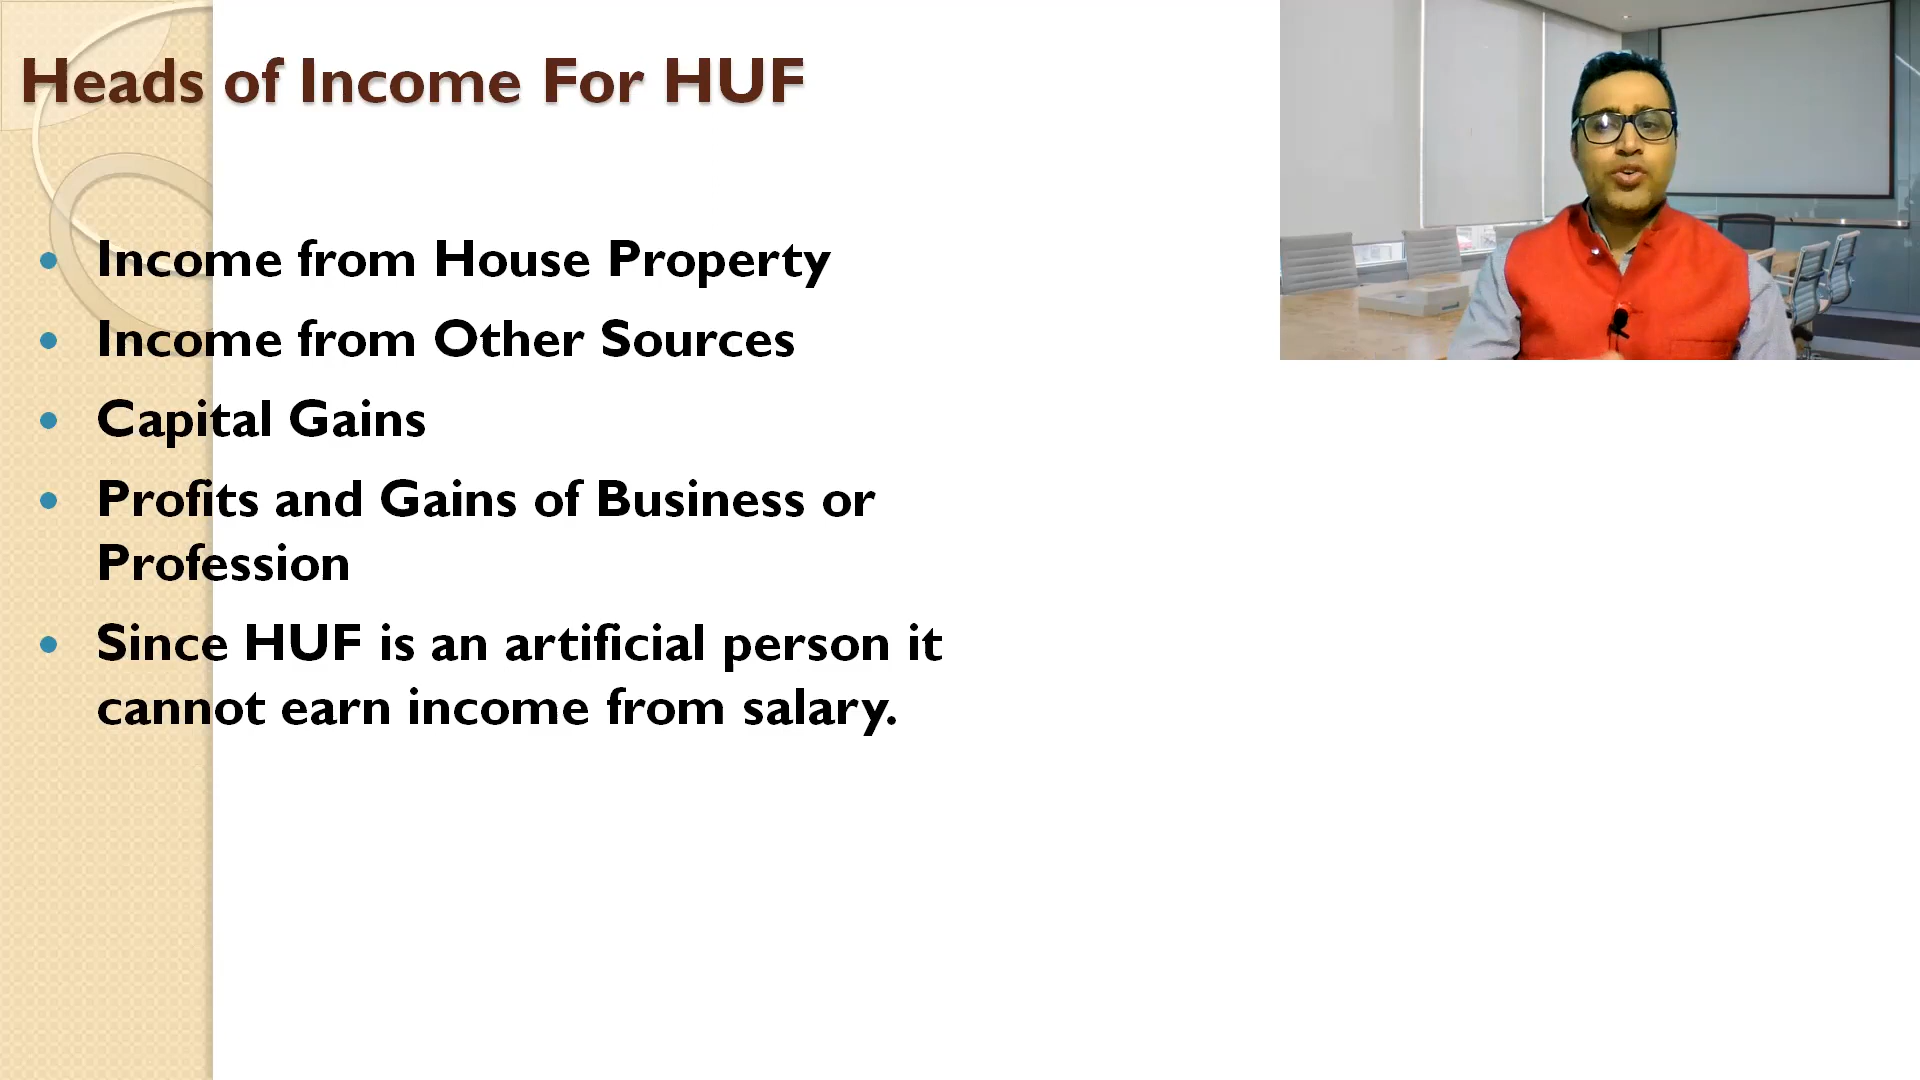 Heads of Income For HUF
Income from House Property
Income from Other Sources
Capital Gains
Profits and Gains of Business or
Profession
Since HUF is an artificial person it
cannot earn income from salary.